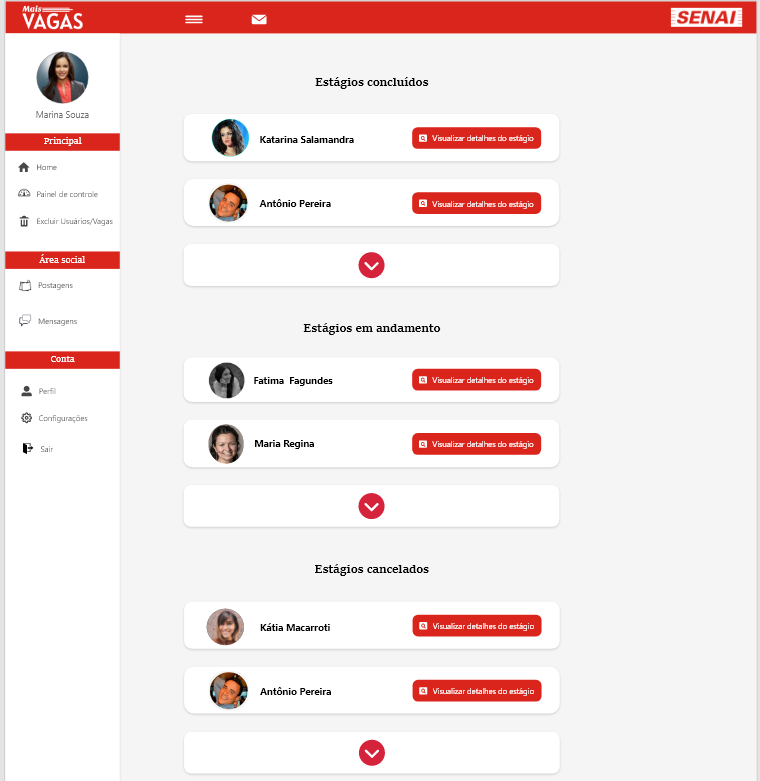 Mais
VAGAS
SENAI
Marina Souza
Principal
Home
Painel de controle
Excluir Usuários/Vagas
Área social
Postagens
Mensagens
Conta
Perfil
Configurações
Sair
Estágios concluídos
Katarina Salamandra
Visualizar detalhes do estágio
Antônio Pereira
Visualizar detalhes do estágio
Estágios em andamento
Fatima Fagundes
Visualizar detalhes do estágio
Maria Regina
Visualizar detalhes do estágio
Estágios cancelados
Kátia Macarroti
Visualizar detalhes do estágio
Antônio Pereira
Visualizar detalhes do estágio